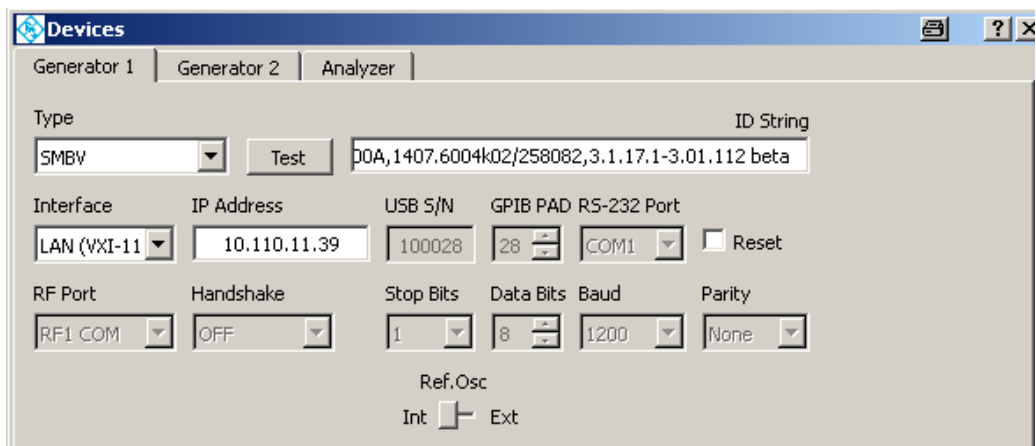 Devices
Generator 1 Generator 2 Analyzer
Type ID String
SMBV Test 00A,1407.6004k02/258082,3.1.17.1-3.01.112 beta
Interface IP Address USB S/N GPIB PAD RS-232 Port
LAN (VXI-11 10.110.11.39 100028 28 COM1 Reset
RF Port Handshake Stop Bits Data Bits Baud Parity
RF1 COM OFF 1 8 1200 None
Ref.Osc
Int Ext